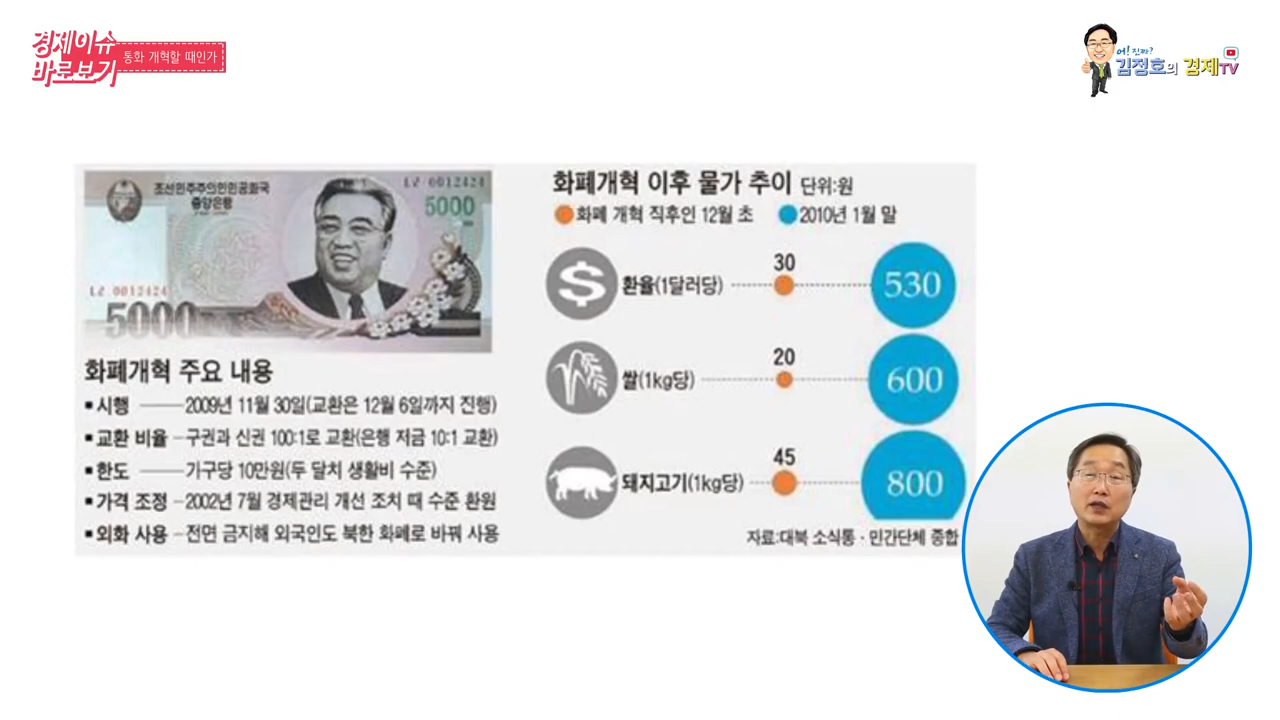 경제이슈
바로보기
통화 개혁할 때인가
어! 진짜?
김정호의 경제TV
조선민주주의인민공화국
중앙은행
LZ 0012424
5000
LZ 0012424
5000
화폐개혁 주요 내용
▪시행 ──── 2009년 11월 30일(교환은 12월 6일까지 진행)
▪교환 비율 ─ 구권과 신권 100:1로 교환(은행 저금 10:1 교환)
▪한도 ──── 가구당 10만원(두 달치 생활비 수준)
▪가격 조정 ─ 2002년 7월 경제관리 개선 조치 때 수준 환원
▪외화 사용 ─ 전면 금지해 외국인도 북한 화폐로 바꿔 사용
화폐개혁 이후 물가 추이 단위:원
화폐 개혁 직후인 12월 초 2010년 1월 말
환율(1달러당) 30 530
쌀(1kg당) 20 600
돼지고기(1kg당) 45 800
자료:대북 소식통·민간단체 종합